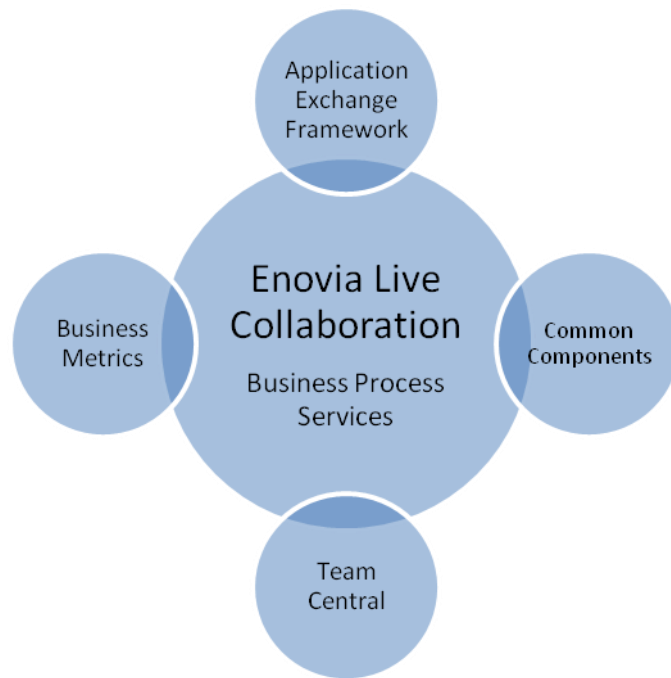 Application
Exchange
Framework
Enovia Live
Collaboration
Business Process
Services
Business
Metrics
Common
Components
Team
Central